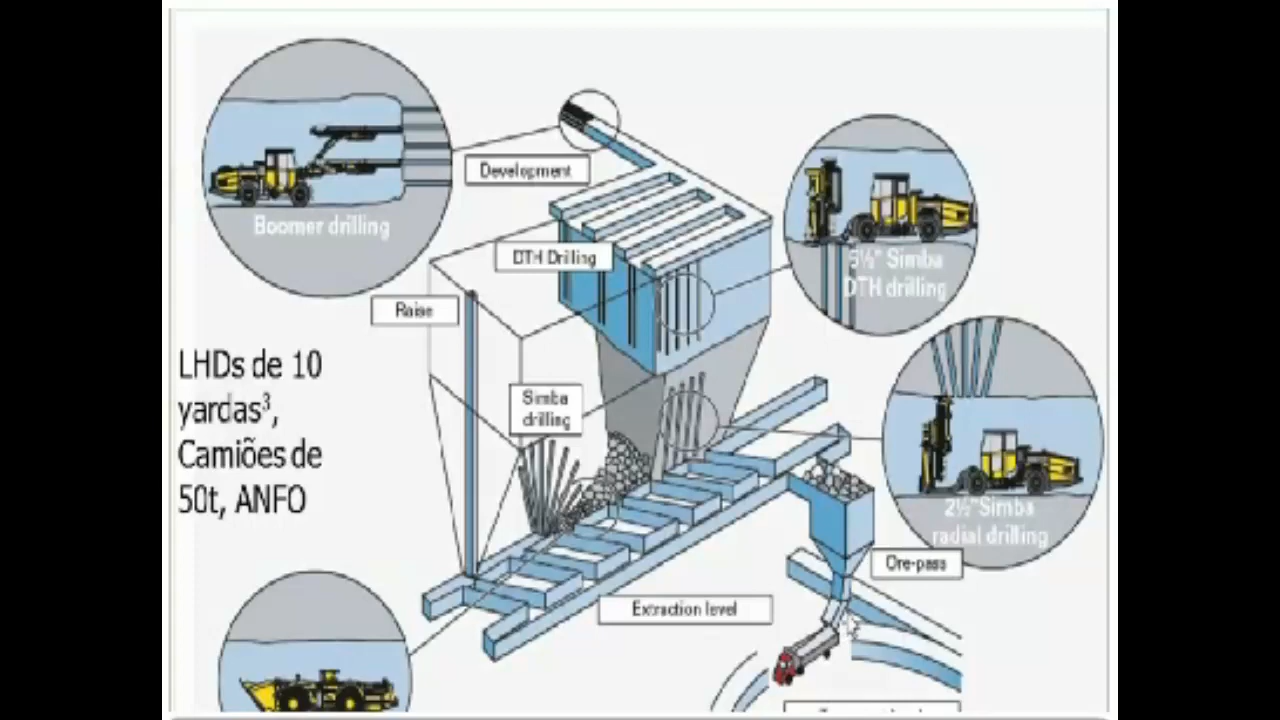 Boomer drilling
Development
DTH Drilling
Raise
5½" Simba
DTH drilling
LHDs de 10
yardas³,
Camiões de
50t, ANFO
Simba
drilling
2½" Simba
radial drilling
Ore-pass
Extraction level